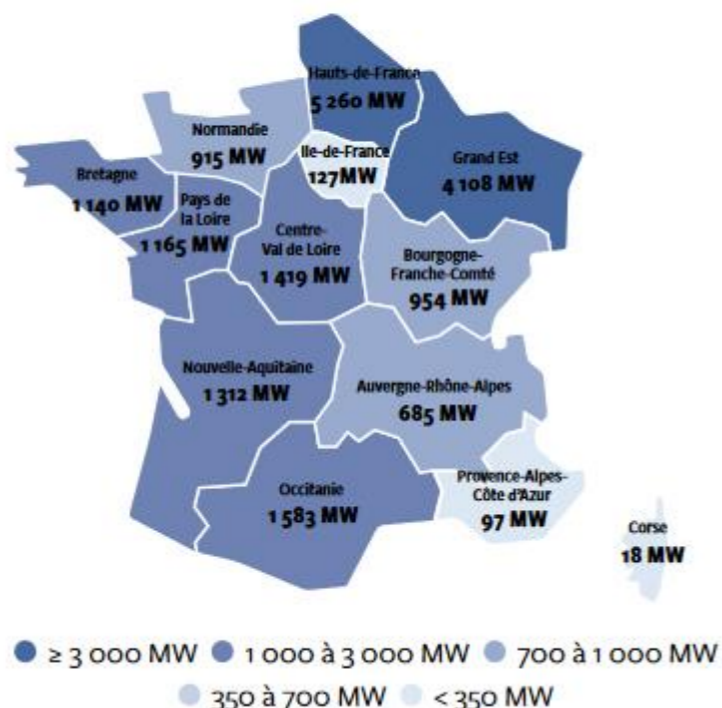 Hauts-de-France
5 260 MW
Normandie
915 MW
Ile-de-France
127MW
Grand Est
4 108 MW
Bretagne
1 140 MW
Pays de
la Loire
1 165 MW
Centre-
Val de Loire
1 419 MW
Bourgogne-
Franche-Comté
954 MW
Nouvelle-Aquitaine
1 312 MW
Auvergne-Rhône-Alpes
685 MW
Occitanie
1 583 MW
Provence-Alpes-
Côte d'Azur
97 MW
Corse
18 MW
≥ 3 000 MW 1 000 à 3 000 MW 700 à 1 000 MW
350 à 700 MW < 350 MW